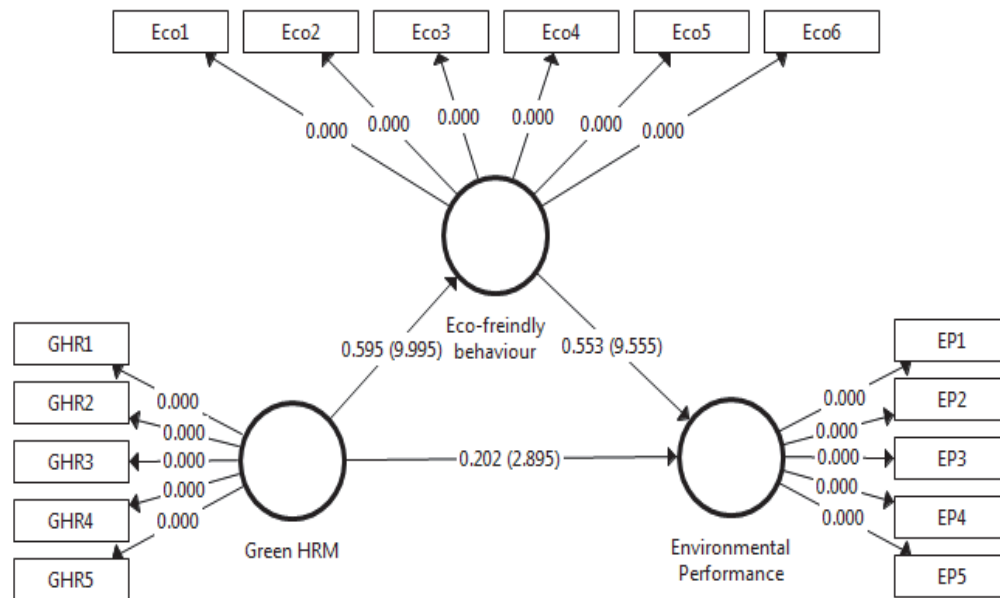 Eco1 Eco2 Eco3 Eco4 Eco5 Eco6
0.000 0.000 0.000 0.000 0.000 0.000
Eco-freindly
behaviour
0.595 (9.995)
0.553 (9.555)
GHR1
GHR2
GHR3
GHR4
GHR5
0.000
0.000
0.000
0.000
0.000
Green HRM
0.202 (2.895)
EP1
EP2
EP3
EP4
EP5
0.000
0.000
0.000
0.000
0.000
Environmental
Performance